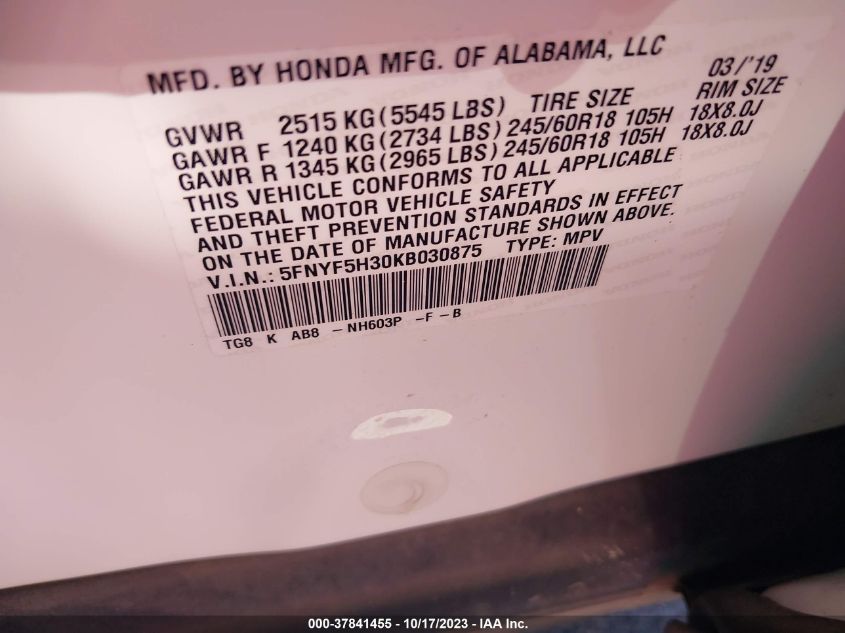 MFD. BY HONDA MFG. OF ALABAMA, LLC
03/'19
GVWR 2515 KG (5545 LBS) TIRE SIZE RIM SIZE
GAWR F 1240 KG (2734 LBS) 245/60R18 105H 18X8.0J
GAWR R 1345 KG (2965 LBS) 245/60R18 105H 18X8.0J
THIS VEHICLE CONFORMS TO ALL APPLICABLE
FEDERAL MOTOR VEHICLE SAFETY
AND THEFT PREVENTION STANDARDS IN EFFECT
ON THE DATE OF MANUFACTURE SHOWN ABOVE.
V.I.N.: 5FNYF5H30KB030875 TYPE: MPV
TG8 K AB8 - NH603P - F - B
000-37841455 - 10/17/2023 - IAA Inc.